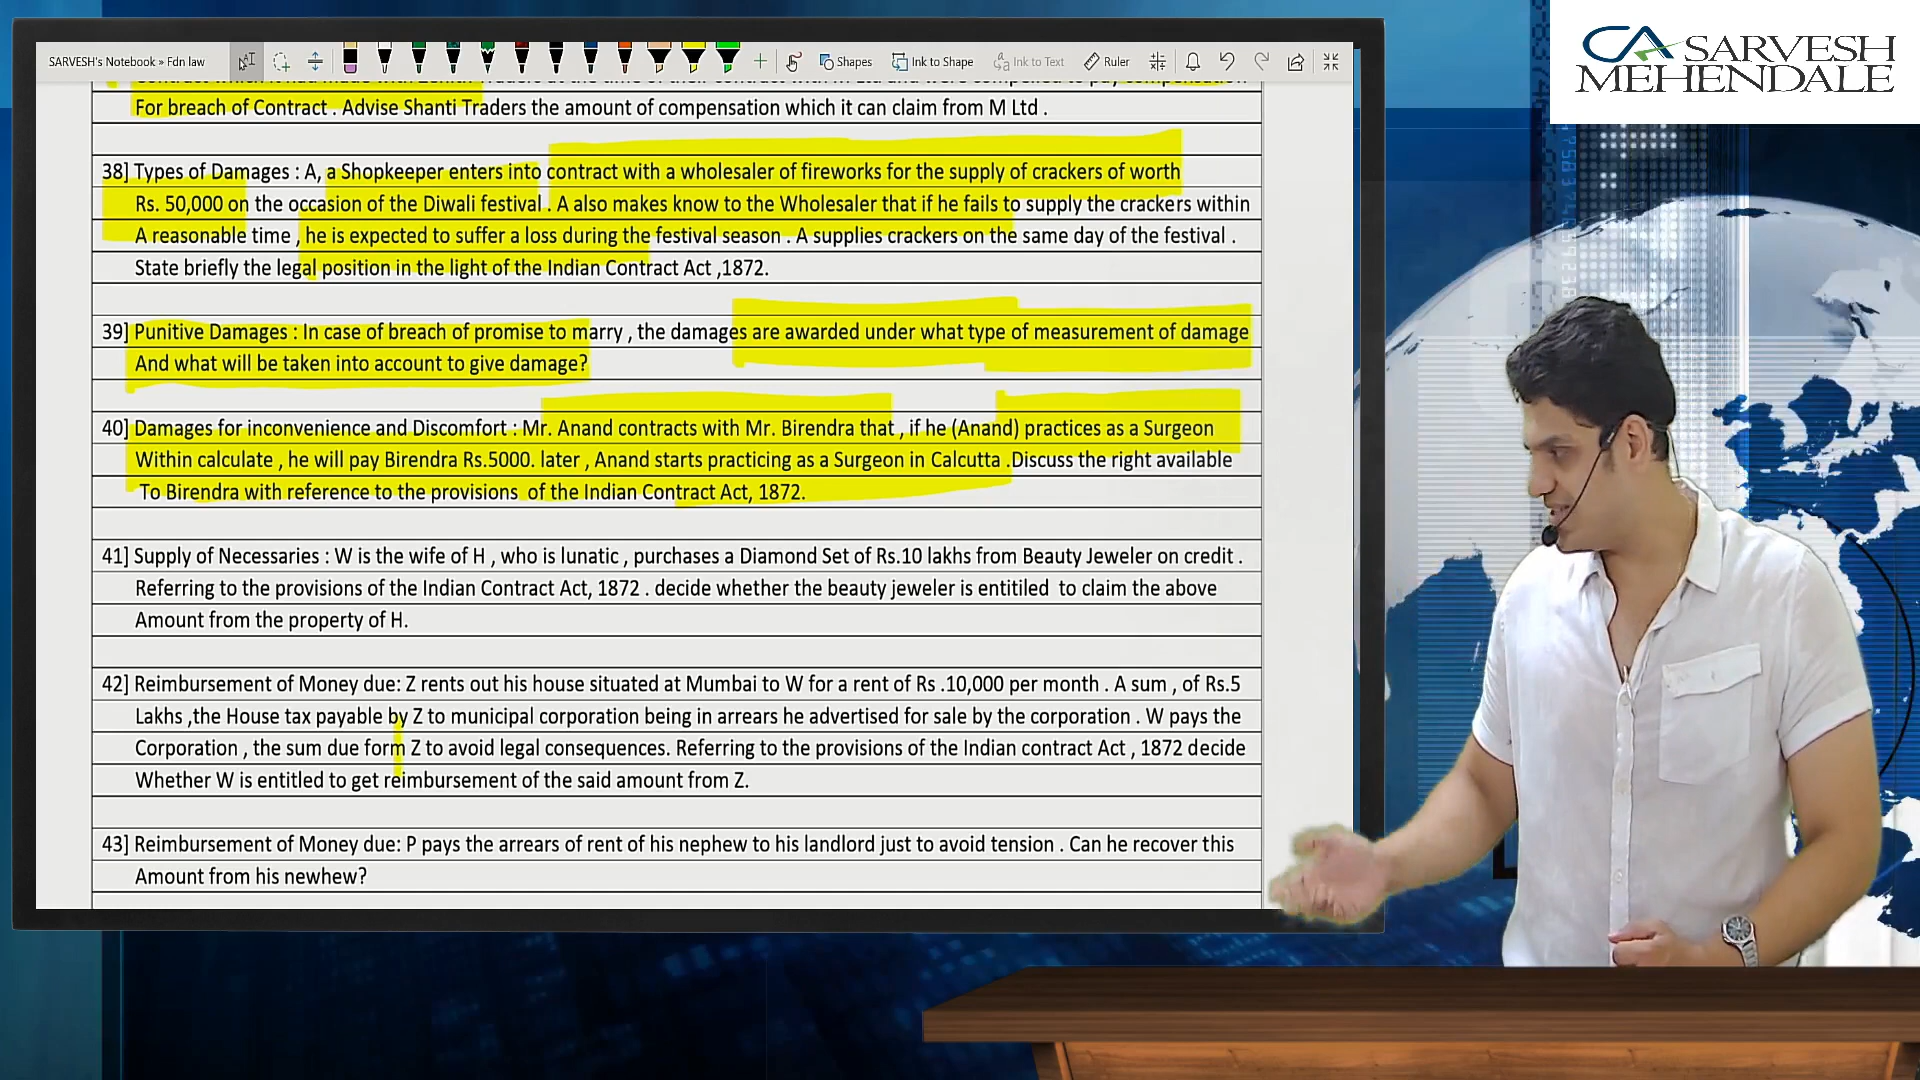 SARVESH's Notebook » Fdn law
Shapes
Ink to Shape
Ink to Text
Ruler
CA SARVESH
MEHENDALE
For breach of Contract . Advise Shanti Traders the amount of compensation which it can claim from M Ltd .
38] Types of Damages : A, a Shopkeeper enters into contract with a wholesaler of fireworks for the supply of crackers of worth
Rs. 50,000 on the occasion of the Diwali festival . A also makes know to the Wholesaler that if he fails to supply the crackers within
A reasonable time , he is expected to suffer a loss during the festival season . A supplies crackers on the same day of the festival .
State briefly the legal position in the light of the Indian Contract Act ,1872.
39] Punitive Damages : In case of breach of promise to marry , the damages are awarded under what type of measurement of damage
And what will be taken into account to give damage?
40] Damages for inconvenience and Discomfort : Mr. Anand contracts with Mr. Birendra that , if he (Anand) practices as a Surgeon
Within calculate , he will pay Birendra Rs.5000. later , Anand starts practicing as a Surgeon in Calcutta .Discuss the right available
To Birendra with reference to the provisions of the Indian Contract Act, 1872.
41] Supply of Necessaries : W is the wife of H , who is lunatic , purchases a Diamond Set of Rs.10 lakhs from Beauty Jeweler on credit .
Referring to the provisions of the Indian Contract Act, 1872 . decide whether the beauty jeweler is entitiled to claim the above
Amount from the property of H.
42] Reimbursement of Money due: Z rents out his house situated at Mumbai to W for a rent of Rs .10,000 per month . A sum , of Rs.5
Lakhs ,the House tax payable by Z to municipal corporation being in arrears he advertised for sale by the corporation . W pays the
Corporation , the sum due form Z to avoid legal consequences. Referring to the provisions of the Indian contract Act , 1872 decide
Whether W is entitled to get reimbursement of the said amount from Z.
43] Reimbursement of Money due: P pays the arrears of rent of his nephew to his landlord just to avoid tension . Can he recover this
Amount from his newhew?